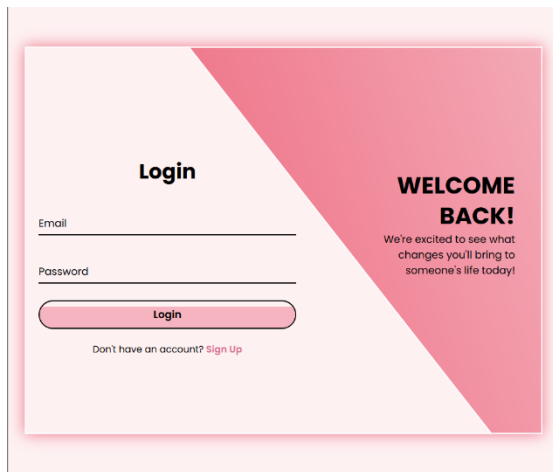 Login
Email
Password
Login
Don't have an account? Sign Up
WELCOME
BACK!
We're excited to see what
changes you'll bring to
someone's life today!